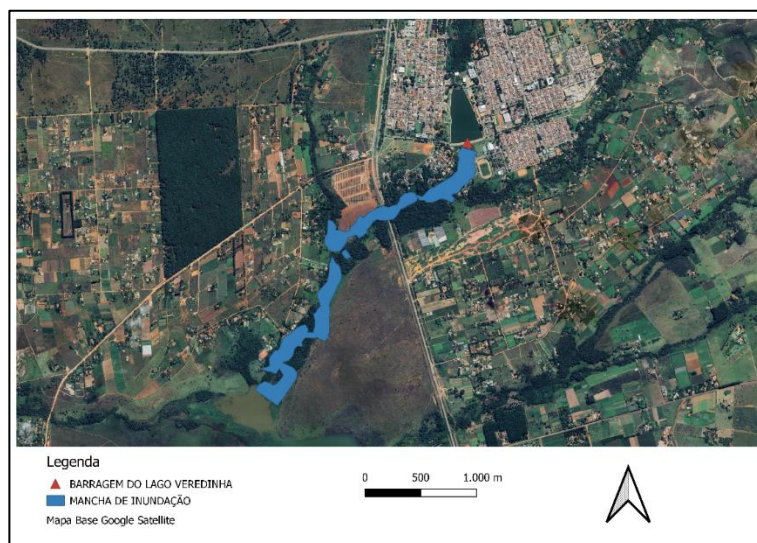 Legenda
BARRAGEM DO LAGO VEREDINHA
MANCHA DE INUNDAÇÃO
Mapa Base Google Satellite
0 500 1.000 m